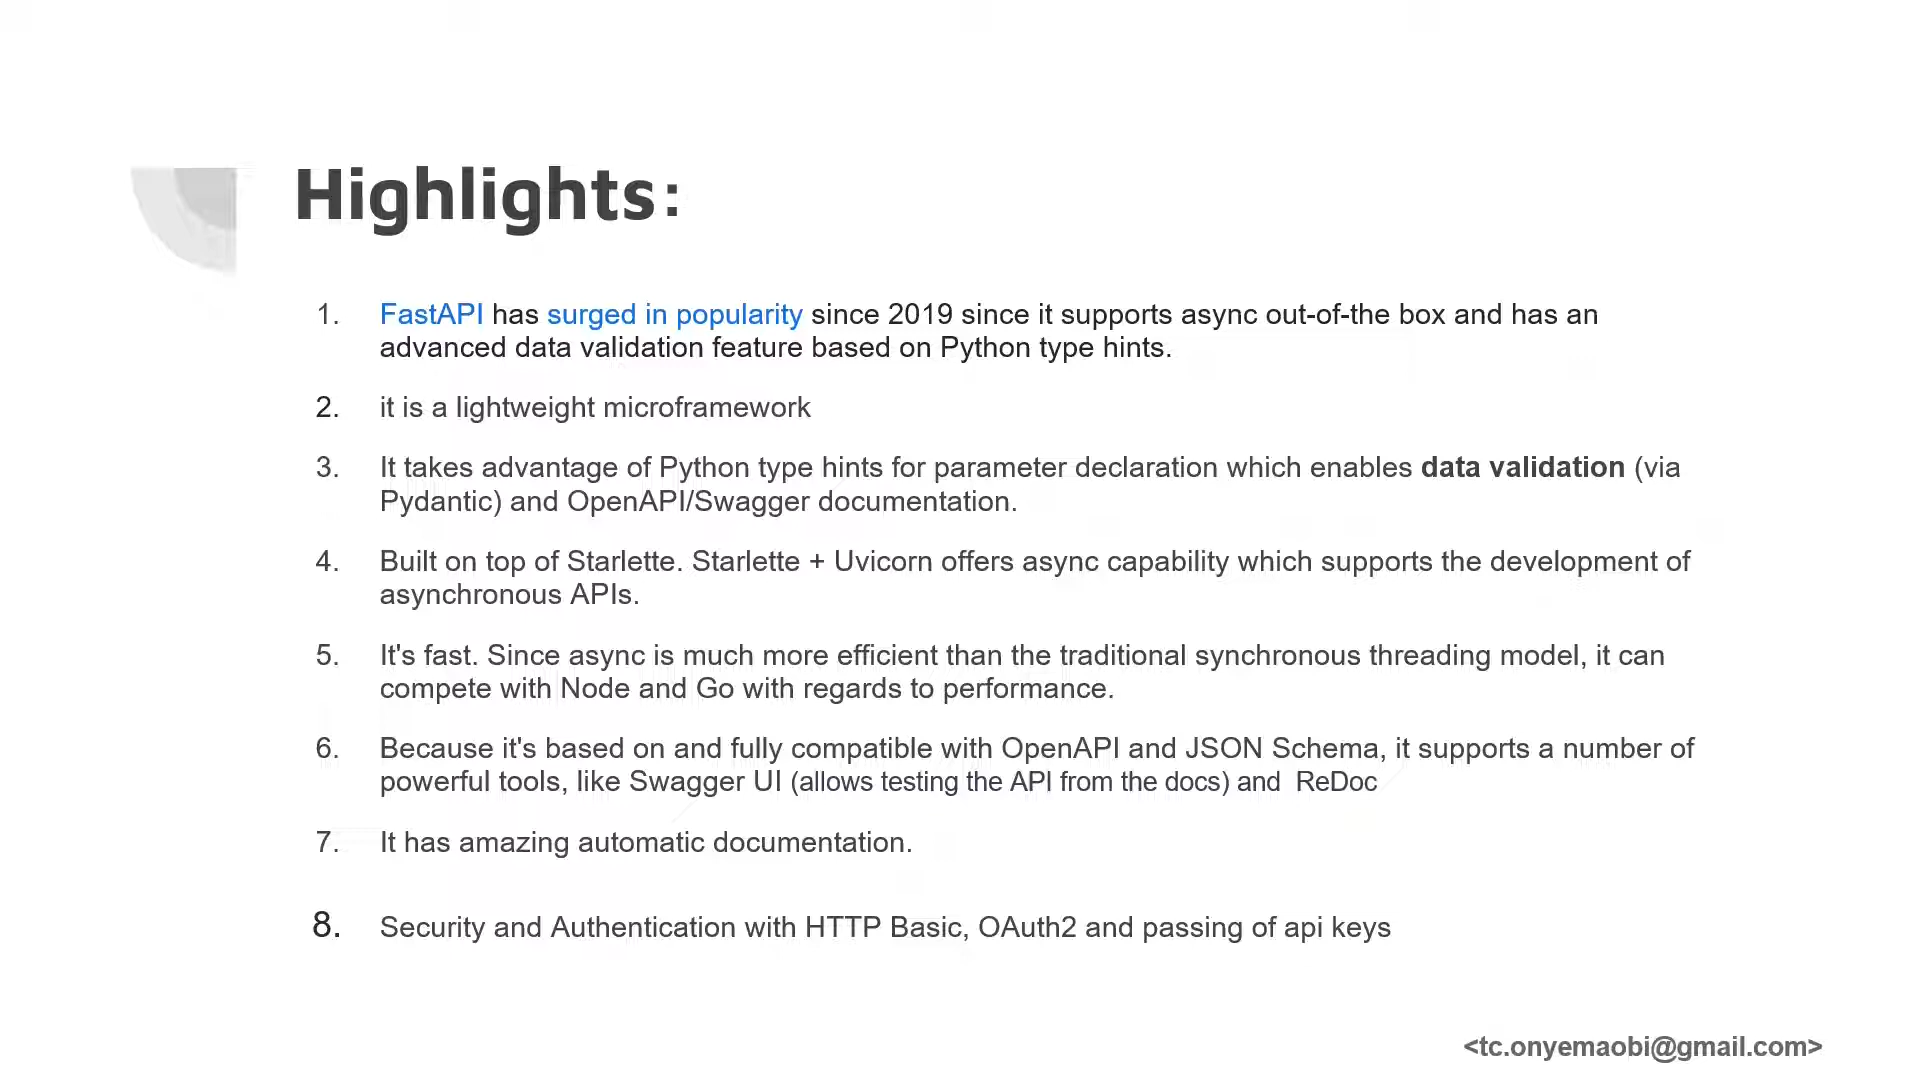 Highlights:
1. FastAPI has surged in popularity since 2019 since it supports async out-of-the box and has an
advanced data validation feature based on Python type hints.
2. it is a lightweight microframework
3. It takes advantage of Python type hints for parameter declaration which enables data validation (via
Pydantic) and OpenAPI/Swagger documentation.
4. Built on top of Starlette. Starlette + Uvicorn offers async capability which supports the development of
asynchronous APIs.
5. It's fast. Since async is much more efficient than the traditional synchronous threading model, it can
compete with Node and Go with regards to performance.
6. Because it's based on and fully compatible with OpenAPI and JSON Schema, it supports a number of
powerful tools, like Swagger UI (allows testing the API from the docs) and ReDoc
7. It has amazing automatic documentation.
8. Security and Authentication with HTTP Basic, OAuth2 and passing of api keys
<tc.onyemaobi@gmail.com>